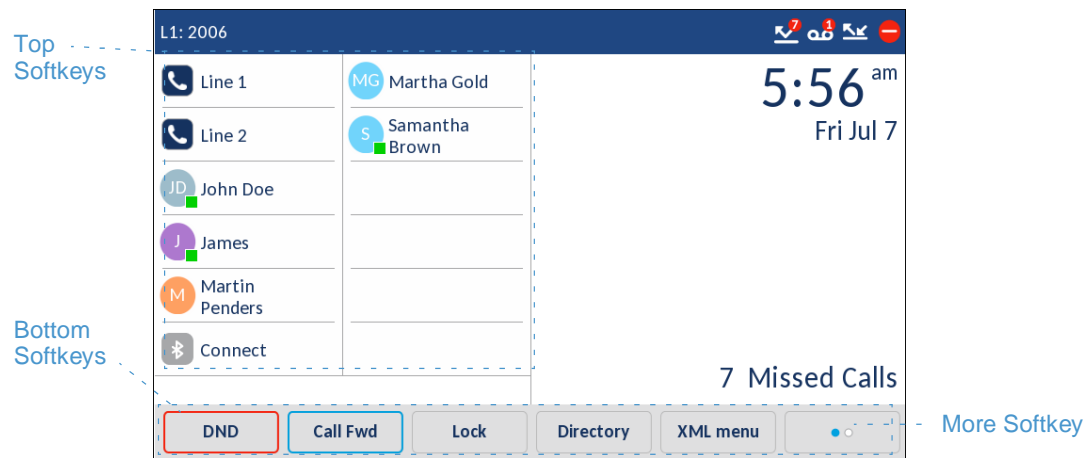 L1: 2006
7
1
Top
Softkeys
Line 1
MG Martha Gold
5:56 am
Line 2
S Samantha
Brown
Fri Jul 7
JD John Doe
J James
M Martin
Penders
Bottom
Softkeys
Connect
7 Missed Calls
DND
Call Fwd
Lock
Directory
XML menu
More Softkey